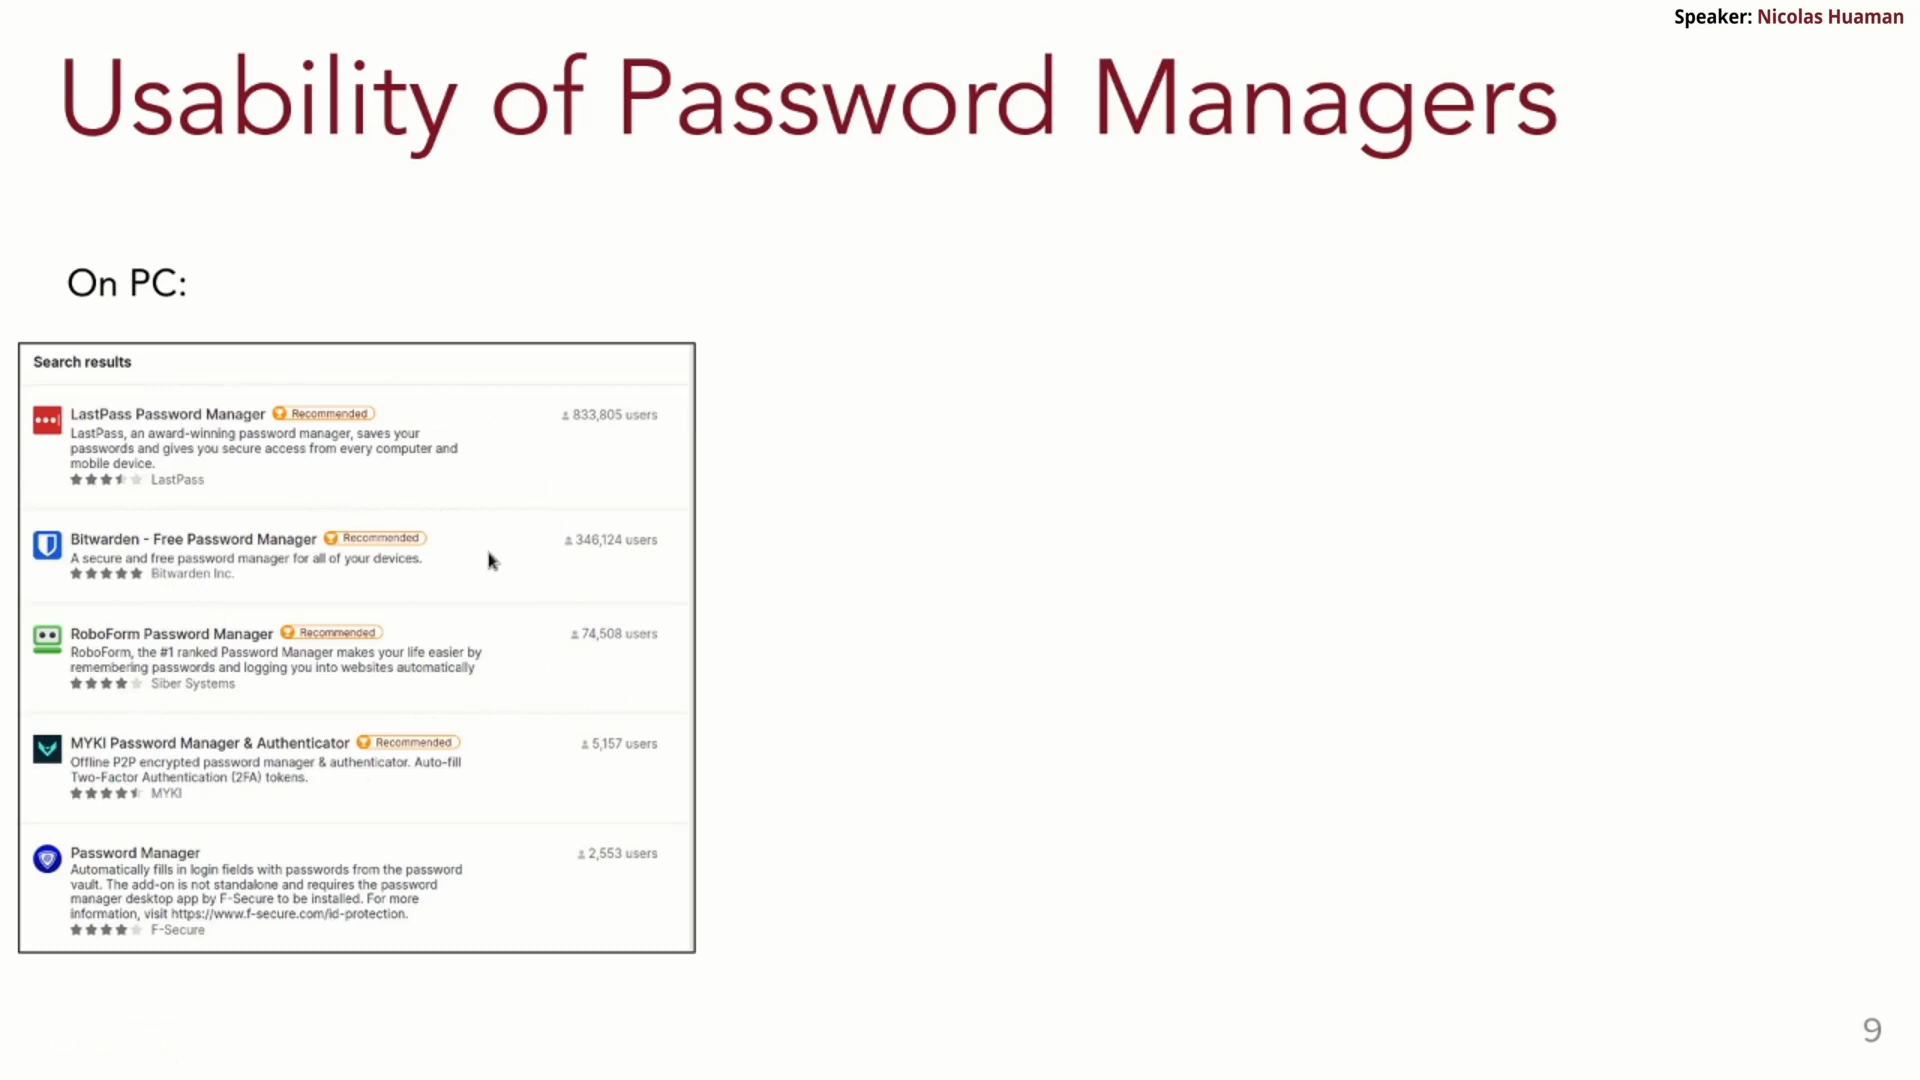 Speaker: Nicolas Huaman
Usability of Password Managers
On PC:
Search results
LastPass Password Manager Recommended 833,805 users
LastPass, an award-winning password manager, saves your
passwords and gives you secure access from every computer and
mobile device.
LastPass
Bitwarden - Free Password Manager Recommended 346,124 users
A secure and free password manager for all of your devices.
Bitwarden Inc.
RoboForm Password Manager Recommended 74,508 users
RoboForm, the #1 ranked Password Manager makes your life easier by
remembering passwords and logging you into websites automatically
Siber Systems
MYKI Password Manager & Authenticator Recommended 5,157 users
Offline P2P encrypted password manager & authenticator. Auto-fill
Two-Factor Authentication (2FA) tokens.
MYKI
Password Manager 2,553 users
Automatically fills in login fields with passwords from the password
vault. The add-on is not standalone and requires the password
manager desktop app by F-Secure to be installed. For more
information, visit https://www.f-secure.com/id-protection.
F-Secure
9